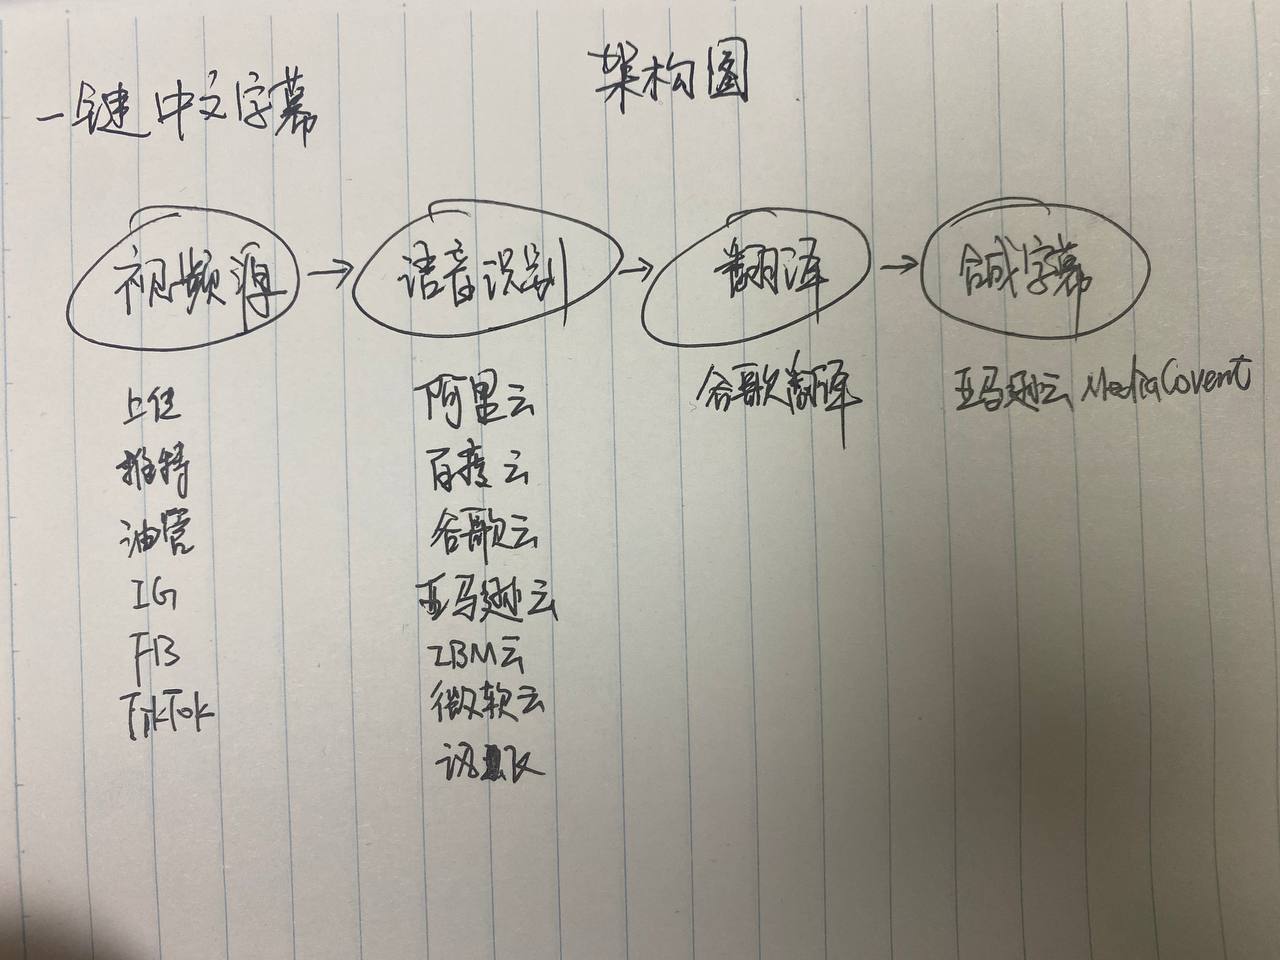 一键中文字幕
架构图
视频源 → 语音识别 → 翻译 → 合成字幕
上传
推特
油管
IG
FB
TikTok
阿里云
百度云
谷歌云
亚马逊云
IBM云
微软云
讯飞
谷歌翻译
亚马逊云 MediaCovent